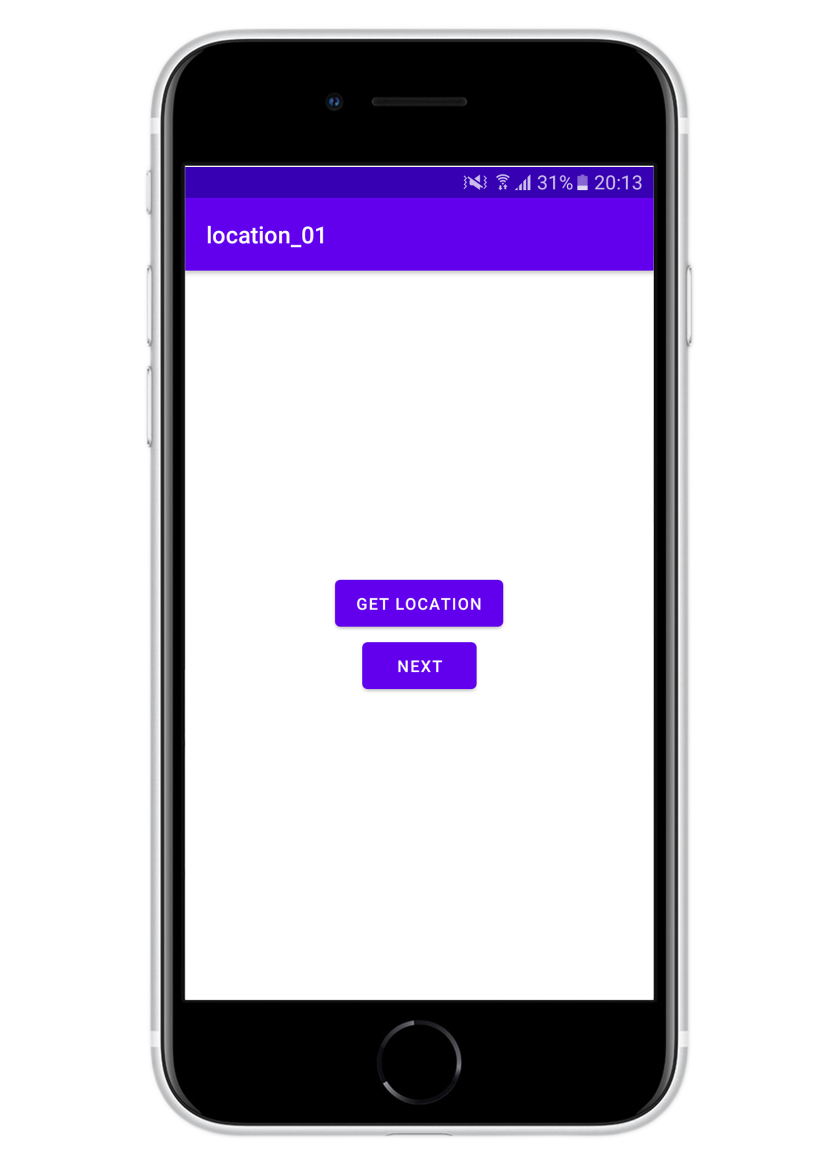 31% 20:13
location_01
GET LOCATION
NEXT